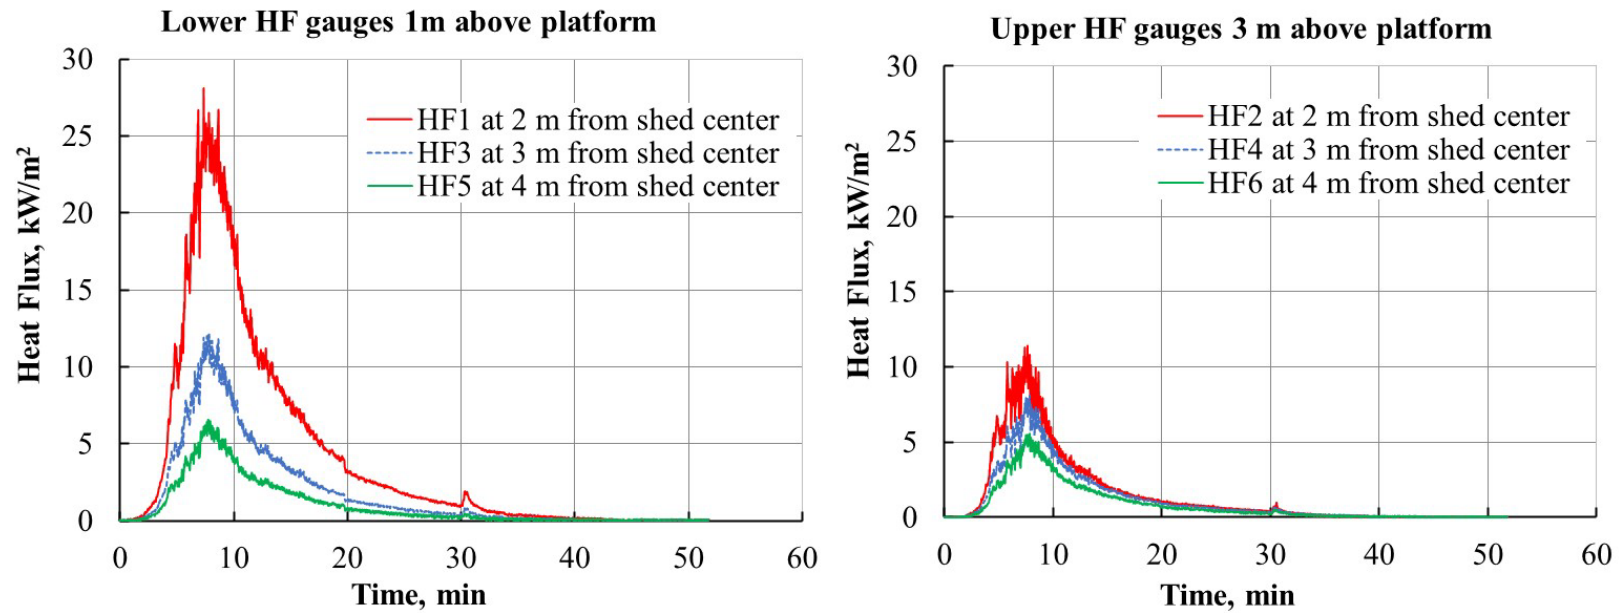 Lower HF gauges 1m above platform
Heat Flux, kW/m²
30
25
20
15
10
5
0
HF1 at 2 m from shed center
HF3 at 3 m from shed center
HF5 at 4 m from shed center
0 10 20 30 40 50 60
Time, min
Upper HF gauges 3 m above platform
Heat Flux, kW/m²
30
25
20
15
10
5
0
HF2 at 2 m from shed center
HF4 at 3 m from shed center
HF6 at 4 m from shed center
0 10 20 30 40 50 60
Time, min